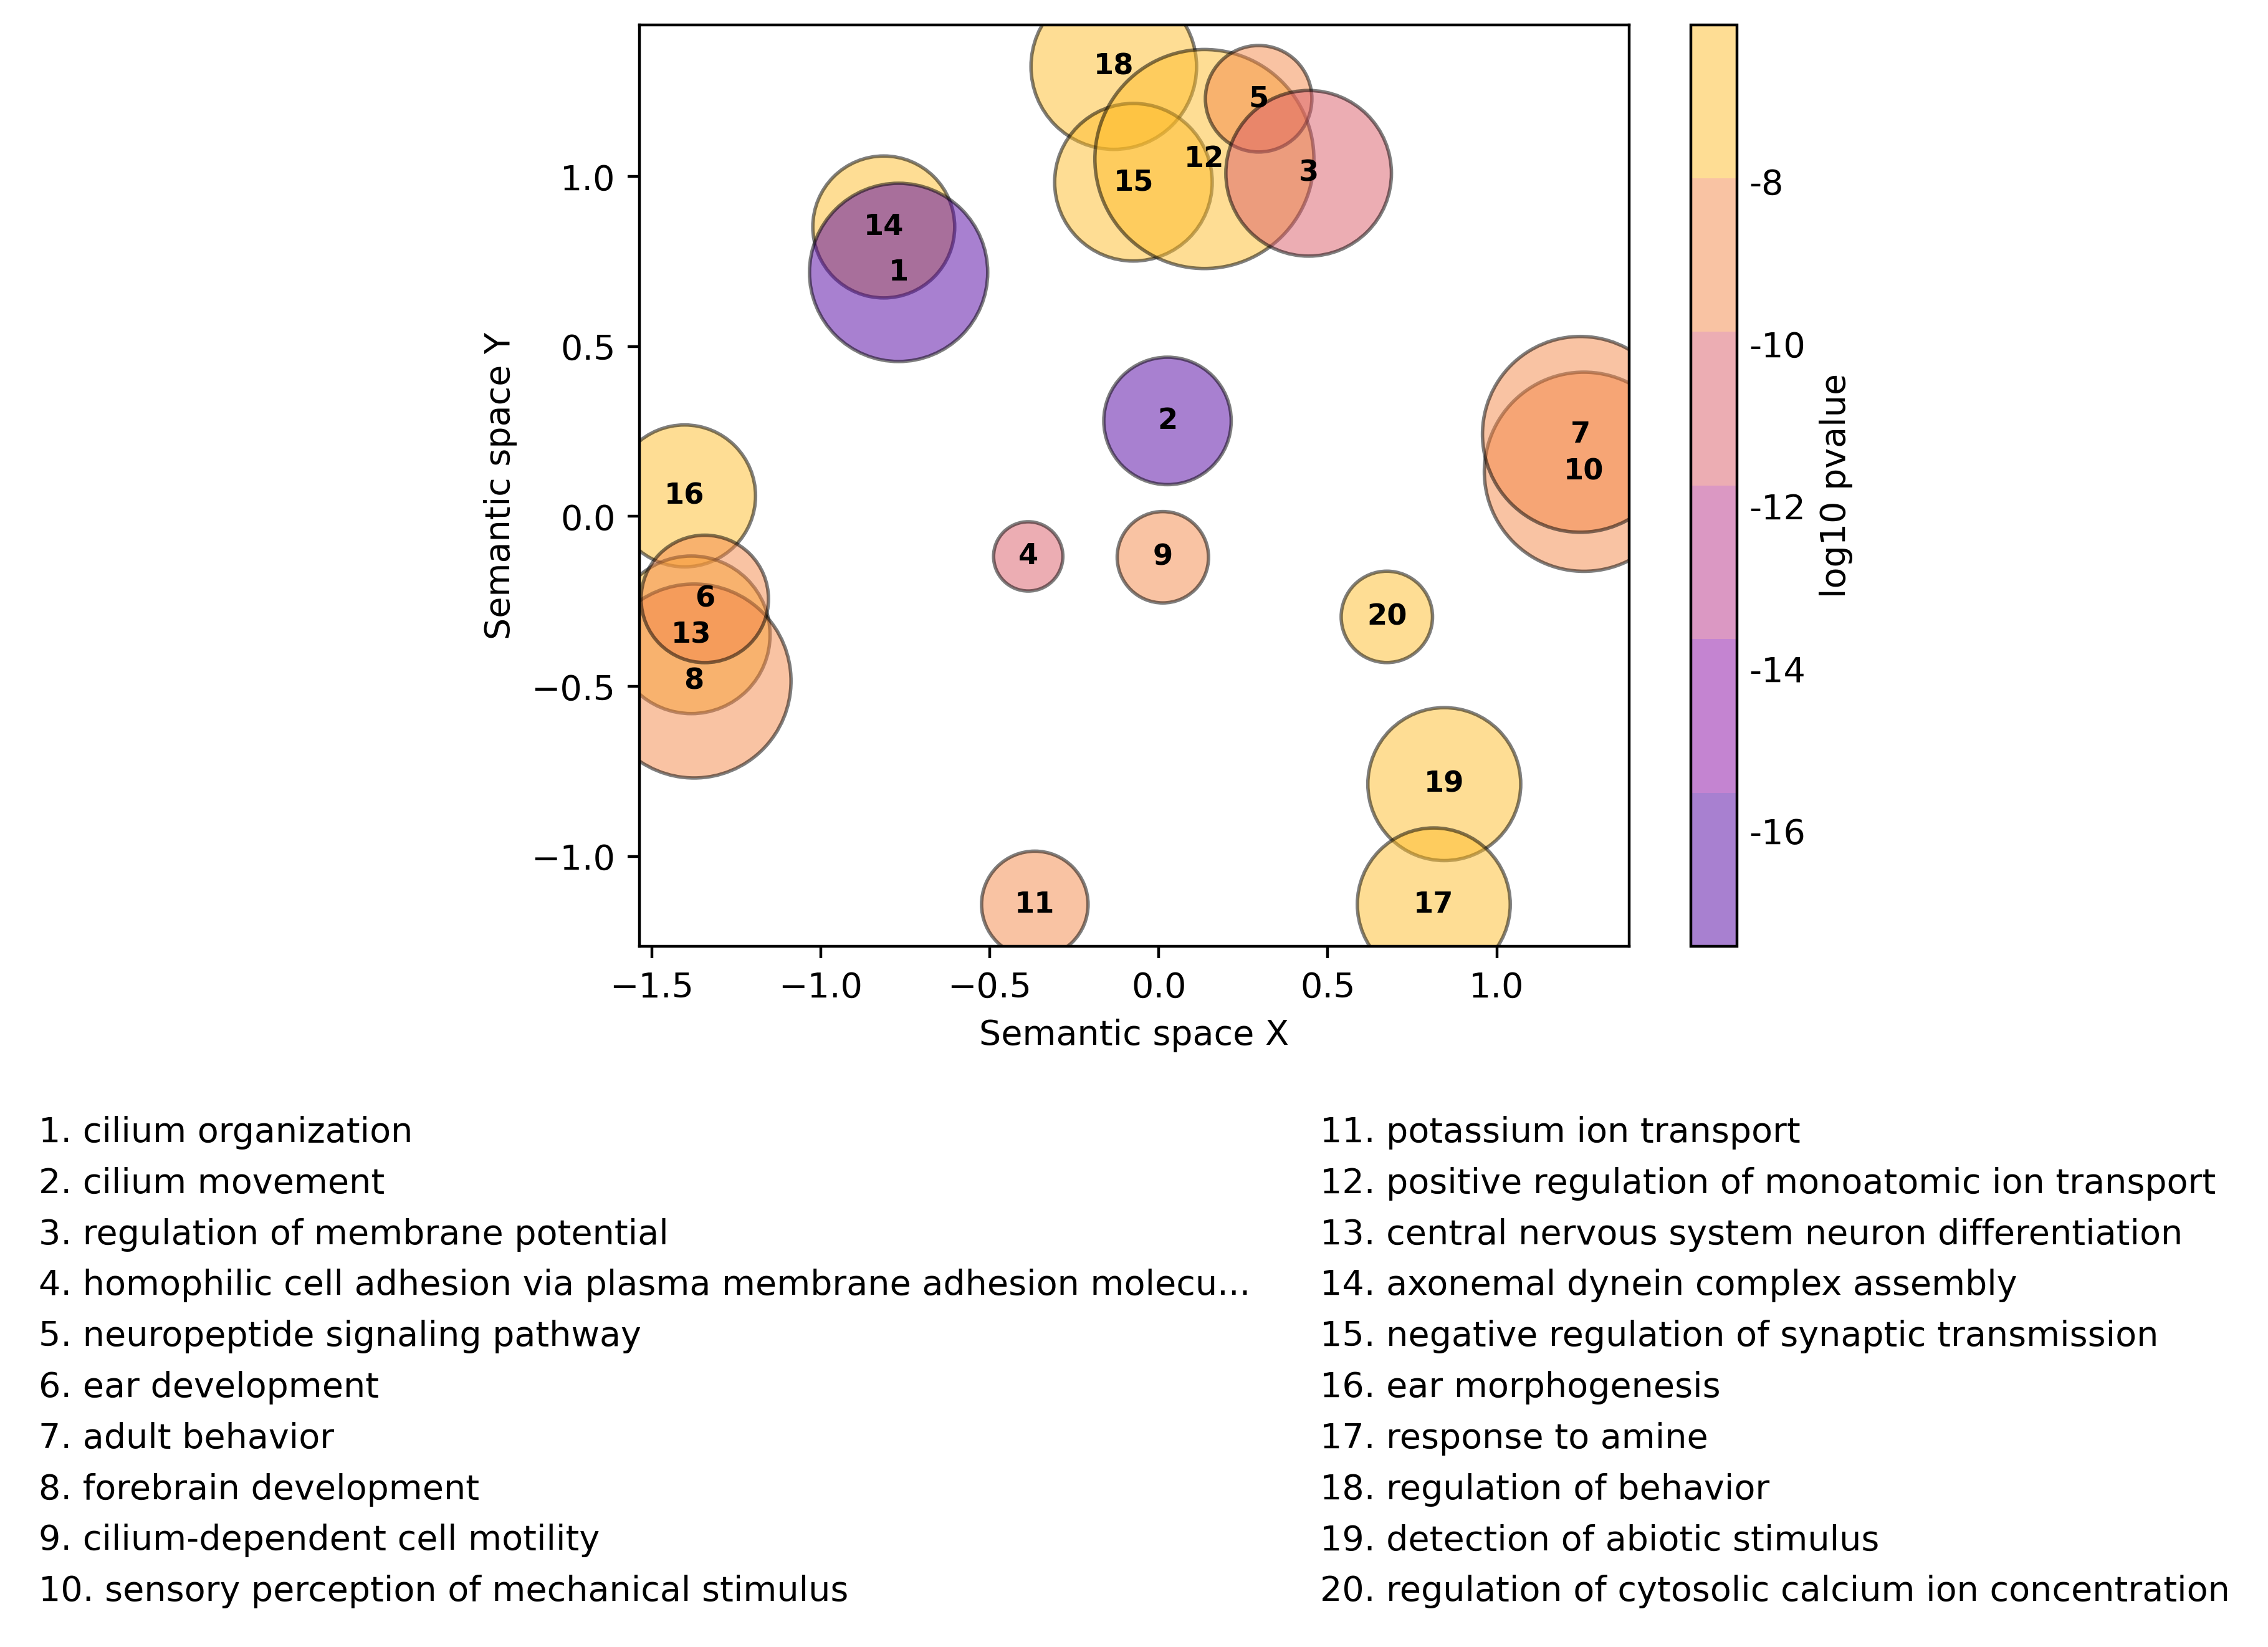 18
5
12
3
15
14
1
2
7
10
16
4
9
6
20
13
8
19
11
17
1.0
0.5
0.0
−0.5
−1.0
Semantic space Y
−1.5
−1.0
−0.5
0.0
0.5
1.0
Semantic space X
-8
-10
-12
-14
-16
log10 pvalue
1. cilium organization
2. cilium movement
3. regulation of membrane potential
4. homophilic cell adhesion via plasma membrane adhesion molecu...
5. neuropeptide signaling pathway
6. ear development
7. adult behavior
8. forebrain development
9. cilium-dependent cell motility
10. sensory perception of mechanical stimulus
11. potassium ion transport
12. positive regulation of monoatomic ion transport
13. central nervous system neuron differentiation
14. axonemal dynein complex assembly
15. negative regulation of synaptic transmission
16. ear morphogenesis
17. response to amine
18. regulation of behavior
19. detection of abiotic stimulus
20. regulation of cytosolic calcium ion concentration